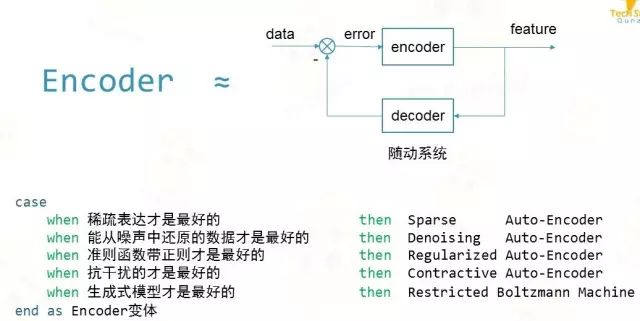 data
error
encoder
feature
-
decoder
Encoder ≈
随动系统
case
when 稀疏表达才是最好的 then Sparse Auto-Encoder
when 能从噪声中还原的数据才是最好的 then Denoising Auto-Encoder
when 准则函数带正则才是最好的 then Regularized Auto-Encoder
when 抗干扰的才是最好的 then Contractive Auto-Encoder
when 生成式模型才是最好的 then Restricted Boltzmann Machine
end as Encoder变体